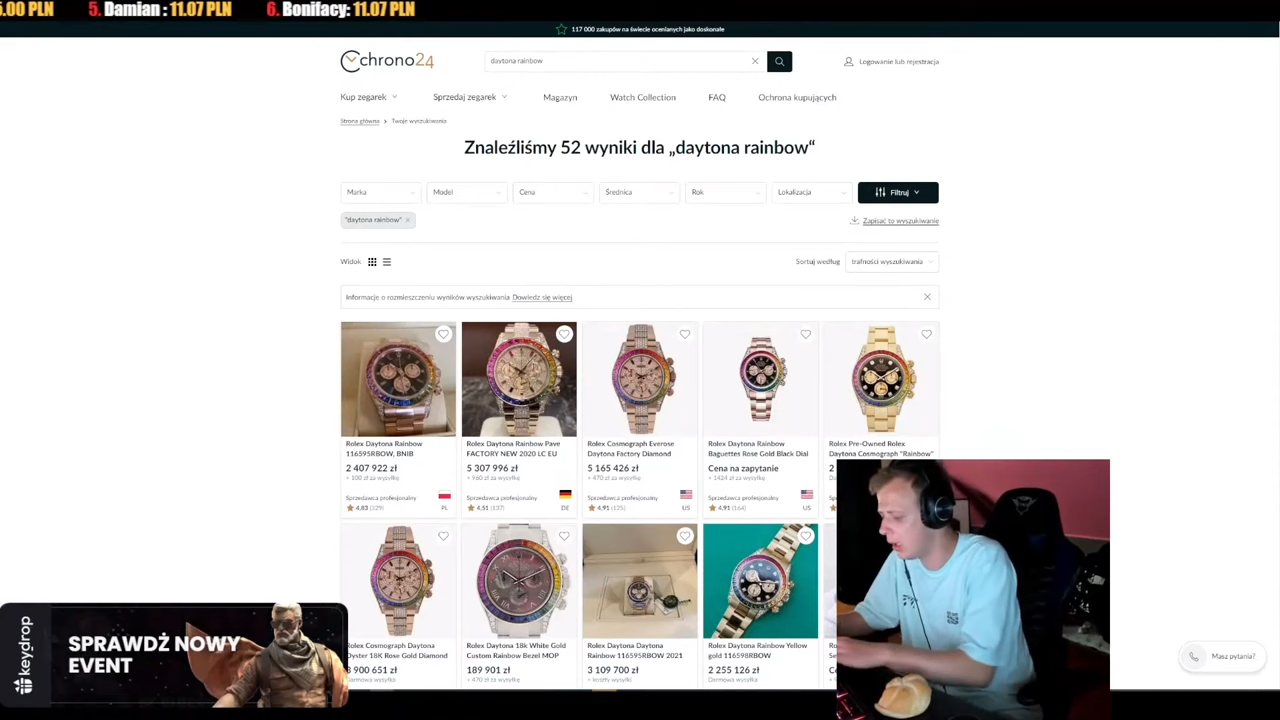 5.00 PLN 5. Damian : 11.07 PLN 6. Bonifacy: 11.07 PLN
117 000 zakupów na świecie ocenianych jako doskonałe
Chrono24
daytona rainbow
Logowanie lub rejestracja
Kup zegarek Sprzedaj zegarek Magazyn Watch Collection FAQ Ochrona kupujących
Strona główna Twoje wyszukiwania
Znaleźliśmy 52 wyniki dla „daytona rainbow“
Marka Model Cena Średnica Rok Lokalizacja Filtruj
"daytona rainbow" Zapisać to wyszukiwanie
Widok Sortuj według trafności wyszukiwania
Informacje o rozmieszczeniu wyników wyszukiwania Dowiedz się więcej
Rolex Daytona Rainbow
116595RBOW, BNIB
2 407 922 zł
+ 100 zł za wysyłkę
Sprzedawca profesjonalny
4,83 (329) PL
Rolex Daytona Rainbow Pave
FACTORY NEW 2020 LC EU
5 307 996 zł
+ 960 zł za wysyłkę
Sprzedawca profesjonalny
4,51 (137) DE
Rolex Cosmograph Everose
Daytona Factory Diamond
5 165 426 zł
+ 470 zł za wysyłkę
Sprzedawca profesjonalny
4,91 (125) US
Rolex Daytona Rainbow
Baguettes Rose Gold Black Dial
Cena na zapytanie
+ 1424 zł za wysyłkę
Sprzedawca profesjonalny
4,91 (164) US
Rolex Pre-Owned Rolex
Daytona Cosmograph "Rainbow"
2
Rolex Cosmograph Daytona
Oyster 18K Rose Gold Diamond
900 651 zł
Darmowa wysyłka
Rolex Daytona 18k White Gold
Custom Rainbow Bezel MOP
189 901 zł
+ 470 zł za wysyłkę
Rolex Daytona Daytona
Rainbow 116595RBOW 2021
3 109 700 zł
+ koszty wysyłki
Rolex Daytona Rainbow Yellow
gold 116598RBOW
2 255 126 zł
Darmowa wysyłka
keydrop
SPRAWDŹ NOWY
EVENT
Masz pytania?